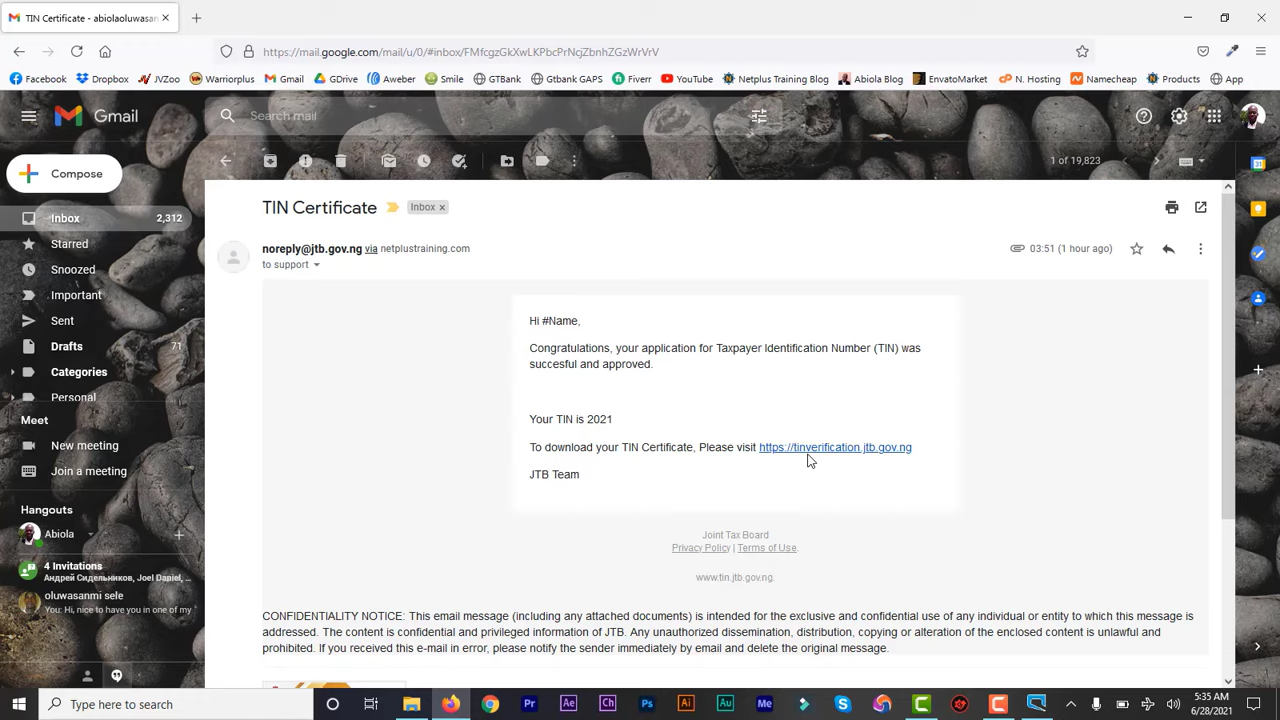 TIN Certificate - abiolaoluwasan
https://mail.google.com/mail/u/0/#inbox/FMfcgzGkXwLKPbcPrNcjZbnhZGzWrVrV
Facebook Dropbox JVZoo Warriorplus Gmail GDrive Aweber Smile GTBank Gtbank GAPS Fiverr YouTube Netplus Training Blog Abiola Blog EnvatoMarket N. Hosting Namecheap Products App
Gmail Search mail
Compose 1 of 19,823
Inbox 2,312
Starred
Snoozed
Important
Sent
Drafts 71
Categories
Personal
Meet
New meeting
Join a meeting
Hangouts
Abiola
4 Invitations
Андрей Сидельников, Joel Daniel, ...
oluwasanmi sele
You: Hi, nice to have you in one of my
TIN Certificate Inbox x
noreply@jtb.gov.ng via netplustraining.com 03:51 (1 hour ago)
to support
Hi #Name,
Congratulations, your application for Taxpayer Identification Number (TIN) was
succesful and approved.
Your TIN is 2021
To download your TIN Certificate, Please visit https://tinverification.jtb.gov.ng
JTB Team
Joint Tax Board
Privacy Policy | Terms of Use.
www.tin.jtb.gov.ng.
CONFIDENTIALITY NOTICE: This email message (including any attached documents) is intended for the exclusive and confidential use of any individual or entity to which this message is
addressed. The content is confidential and privileged information of JTB. Any unauthorized dissemination, distribution, copying or alteration of the enclosed content is unlawful and
prohibited. If you received this e-mail in error, please notify the sender immediately by email and delete the original message.
Type here to search
Pr Ae Ch Ps Ai Au Me
5:35 AM
6/28/2021